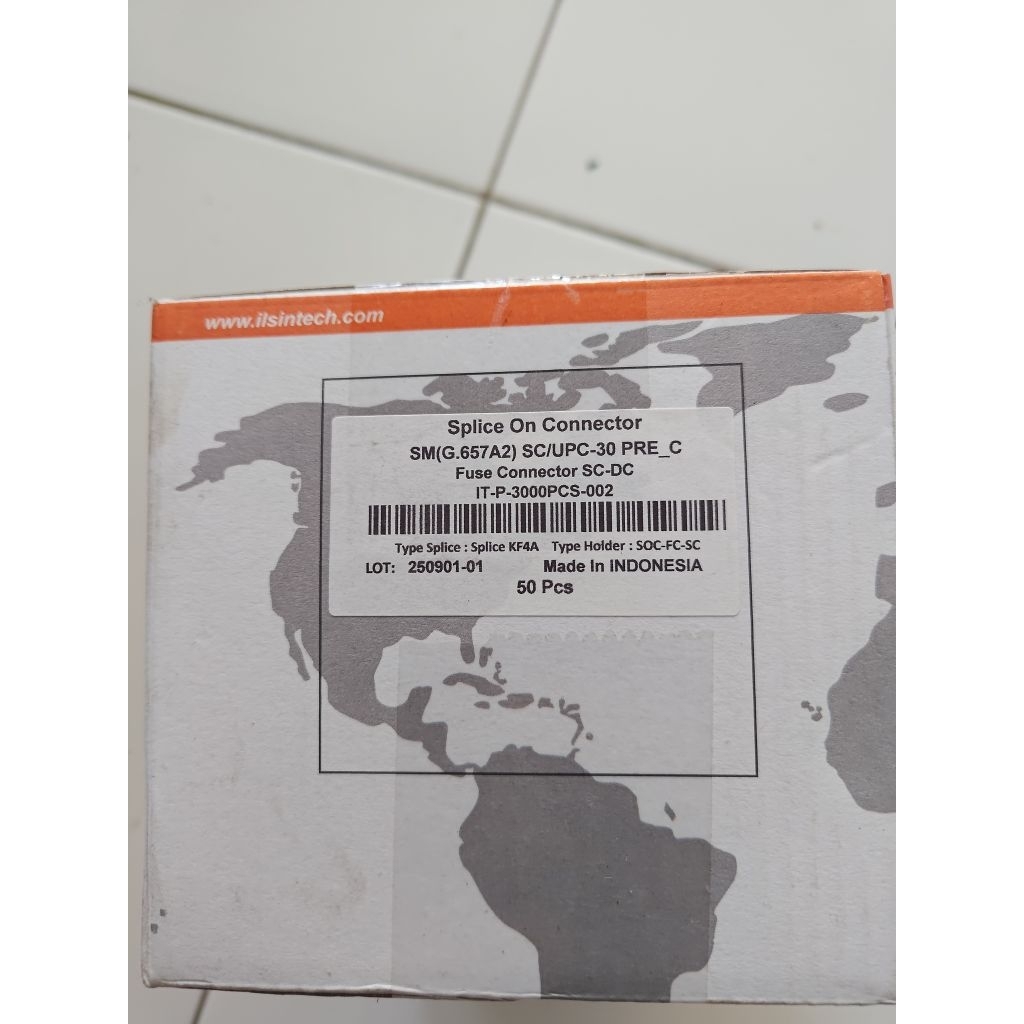 www.ilsintech.com
Splice On Connector
SM(G.657A2) SC/UPC-30 PRE_C
Fuse Connector SC-DC
IT-P-3000PCS-002
Type Splice : Splice KF4A Type Holder : SOC-FC-SC
LOT: 250901-01 Made In INDONESIA
50 Pcs